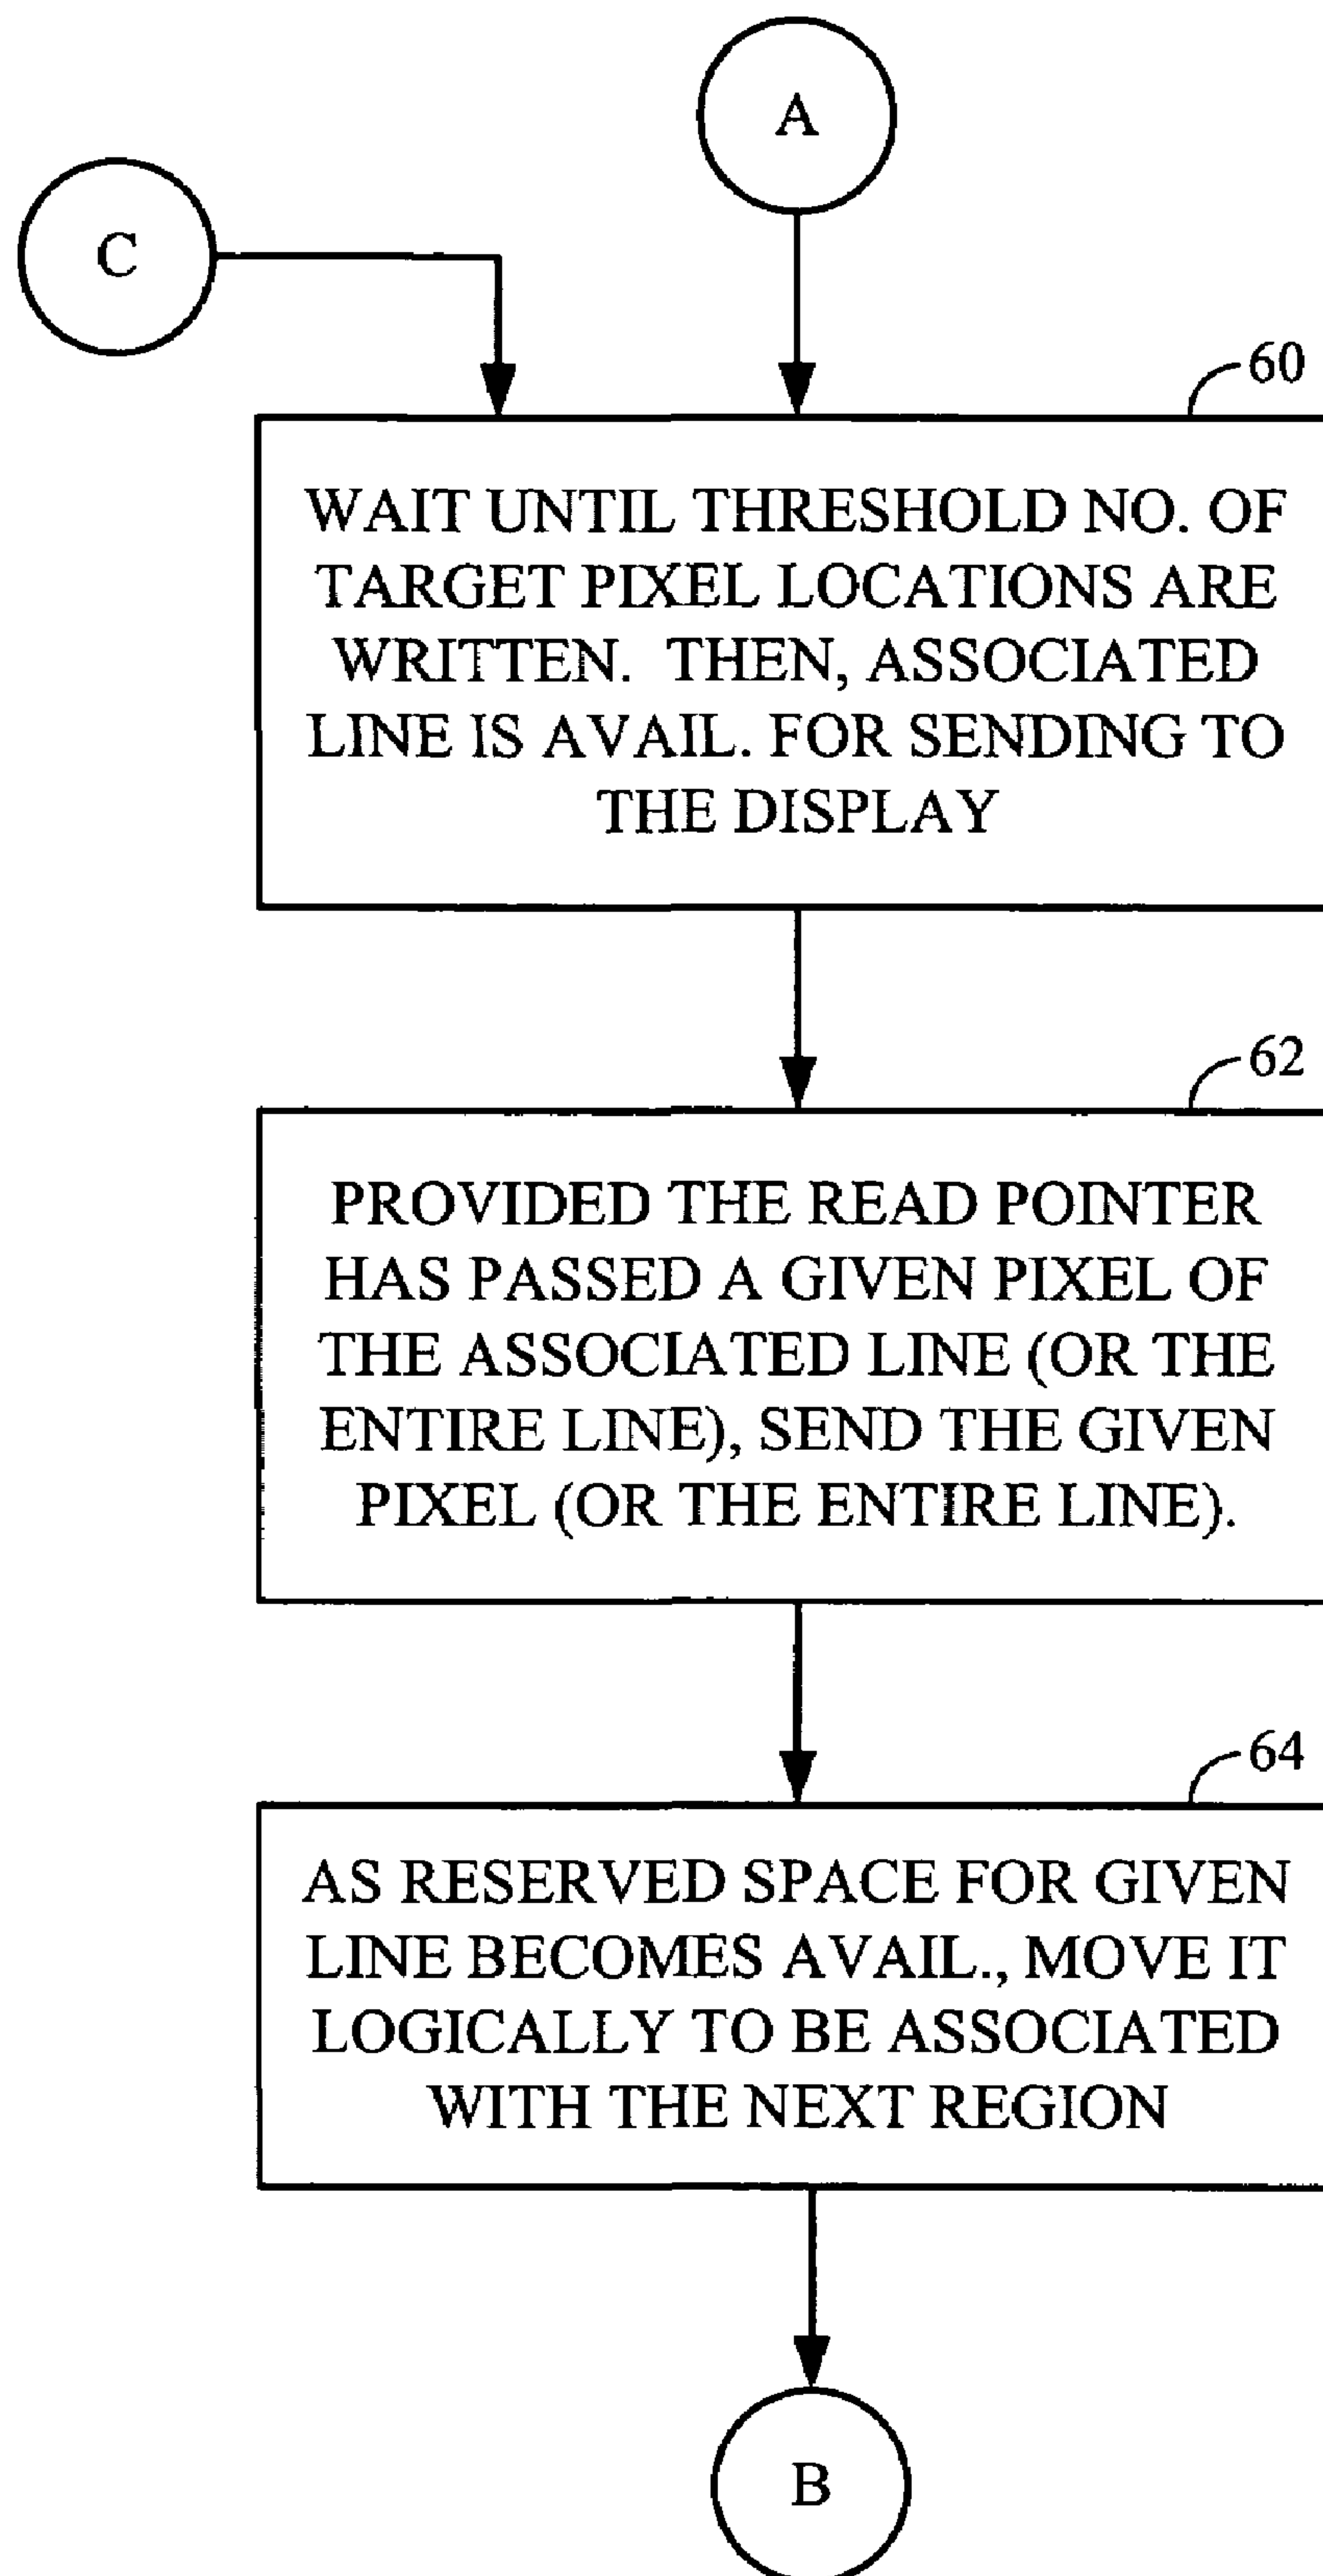 A
C
60
WAIT UNTIL THRESHOLD NO. OF
TARGET PIXEL LOCATIONS ARE
WRITTEN. THEN, ASSOCIATED
LINE IS AVAIL. FOR SENDING TO
THE DISPLAY
62
PROVIDED THE READ POINTER
HAS PASSED A GIVEN PIXEL OF
THE ASSOCIATED LINE (OR THE
ENTIRE LINE), SEND THE GIVEN
PIXEL (OR THE ENTIRE LINE).
64
AS RESERVED SPACE FOR GIVEN
LINE BECOMES AVAIL., MOVE IT
LOGICALLY TO BE ASSOCIATED
WITH THE NEXT REGION
B